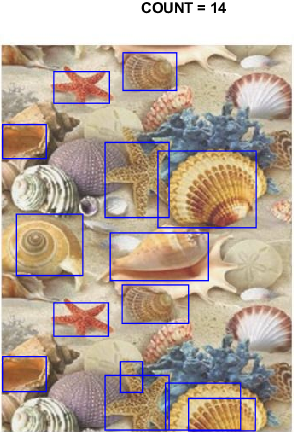 COUNT = 14